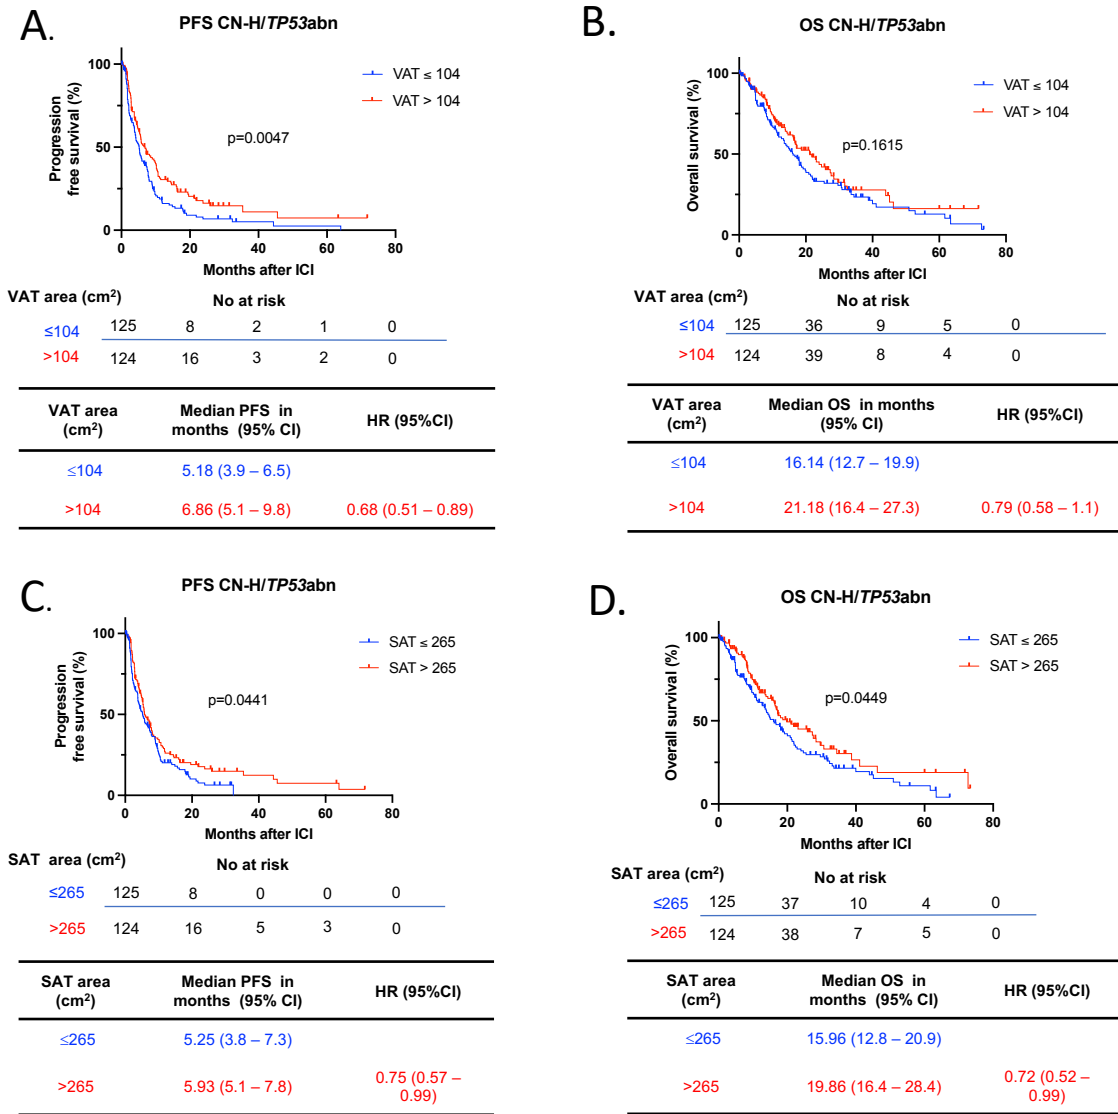 A.
PFS CN-H/TP53abn
Progression
free survival (%)
100
50
0
0 20 40 60 80
Months after ICI
VAT ≤ 104
VAT > 104
p=0.0047
VAT area (cm²)
No at risk
≤104 125 8 2 1 0
>104 124 16 3 2 0
VAT area
(cm²)
Median PFS in
months (95% CI)
HR (95%CI)
≤104 5.18 (3.9 – 6.5)
>104 6.86 (5.1 – 9.8) 0.68 (0.51 – 0.89)
B.
OS CN-H/TP53abn
Overall survival (%)
100
50
0
0 20 40 60 80
Months after ICI
VAT ≤ 104
VAT > 104
p=0.1615
VAT area (cm²)
No at risk
≤104 125 36 9 5 0
>104 124 39 8 4 0
VAT area
(cm²)
Median OS in months
(95% CI)
HR (95%CI)
≤104 16.14 (12.7 – 19.9)
>104 21.18 (16.4 – 27.3) 0.79 (0.58 – 1.1)
C.
PFS CN-H/TP53abn
Progression
free survival (%)
100
50
0
0 20 40 60 80
Months after ICI
SAT ≤ 265
SAT > 265
p=0.0441
SAT area (cm²)
No at risk
≤265 125 8 0 0 0
>265 124 16 5 3 0
SAT area
(cm²)
Median PFS in
months (95% CI)
HR (95%CI)
≤265 5.25 (3.8 – 7.3)
>265 5.93 (5.1 – 7.8) 0.75 (0.57 –
0.99)
D.
OS CN-H/TP53abn
Overall survival (%)
100
50
0
0 20 40 60 80
Months after ICI
SAT ≤ 265
SAT > 265
p=0.0449
SAT area (cm²)
No at risk
≤265 125 37 10 4 0
>265 124 38 7 5 0
SAT area
(cm²)
Median OS in
months (95% CI)
HR (95%CI)
≤265 15.96 (12.8 – 20.9)
>265 19.86 (16.4 – 28.4) 0.72 (0.52 –
0.99)